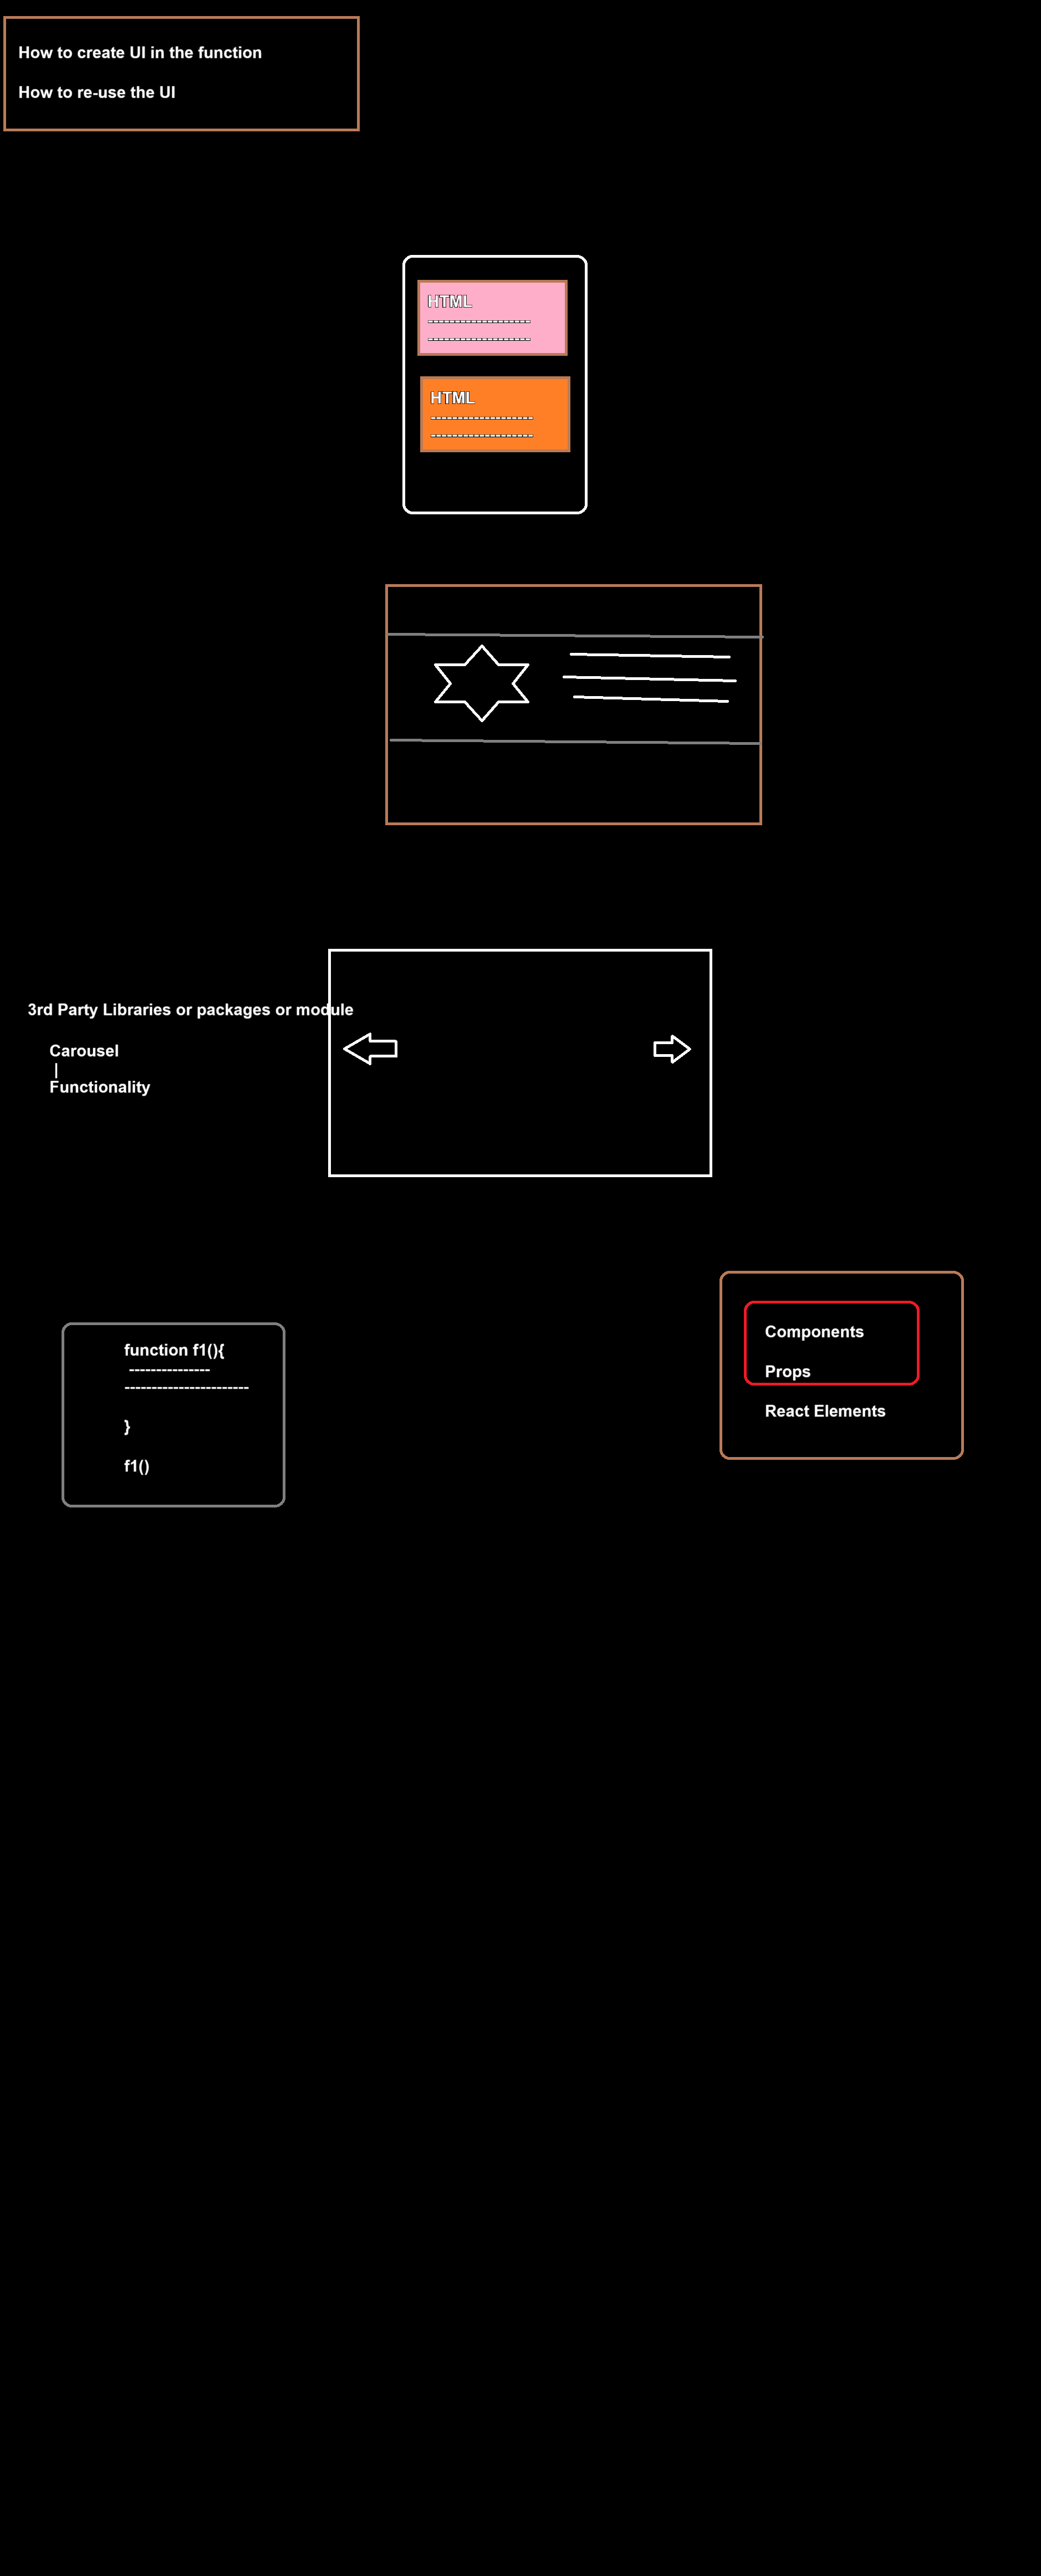 How to create UI in the function
How to re-use the UI
HTML
-------------------
-------------------
HTML
-------------------
-------------------
3rd Party Libraries or packages or module
Carousel
|
Functionality
function f1(){
---------------
-----------------------
}
f1()
Components
Props
React Elements